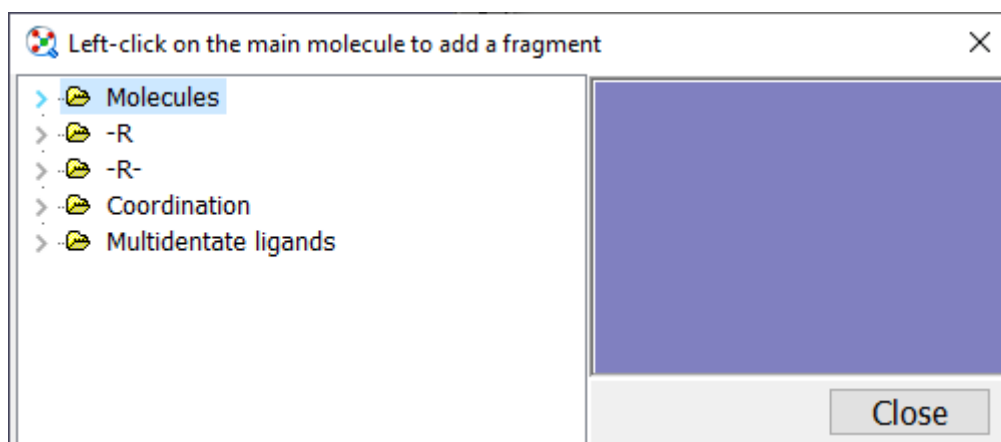 Left-click on the main molecule to add a fragment
Molecules
-R
-R-
Coordination
Multidentate ligands
Close